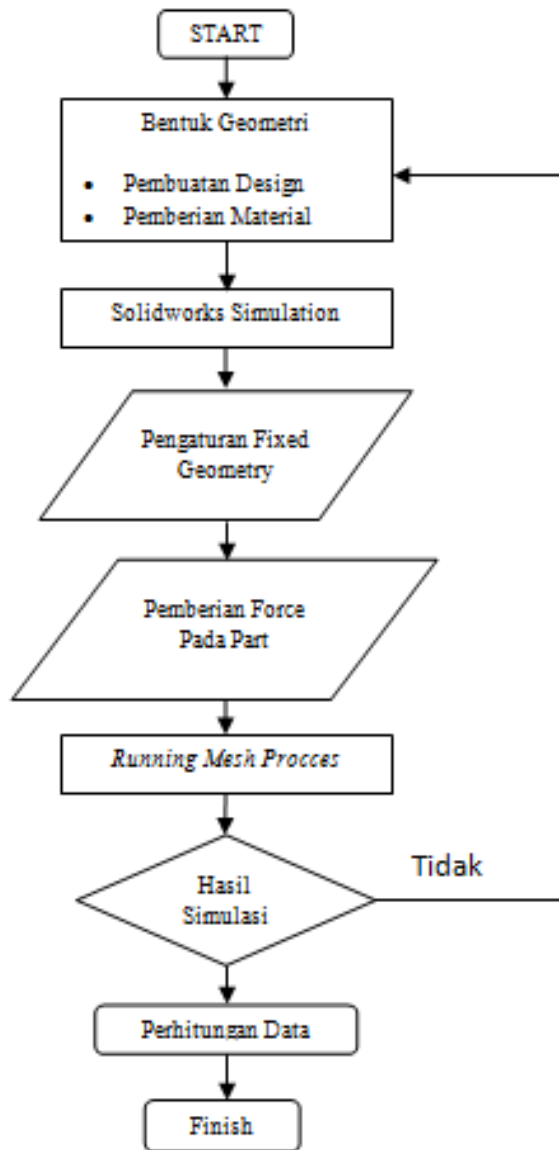 START
Bentuk Geometri
• Pembuatan Design
• Pemberian Material
Solidworks Simulation
Pengaturan Fixed
Geometry
Pemberian Force
Pada Part
Running Mesh Procces
Hasil
Simulasi
Tidak
Perhitungan Data
Finish